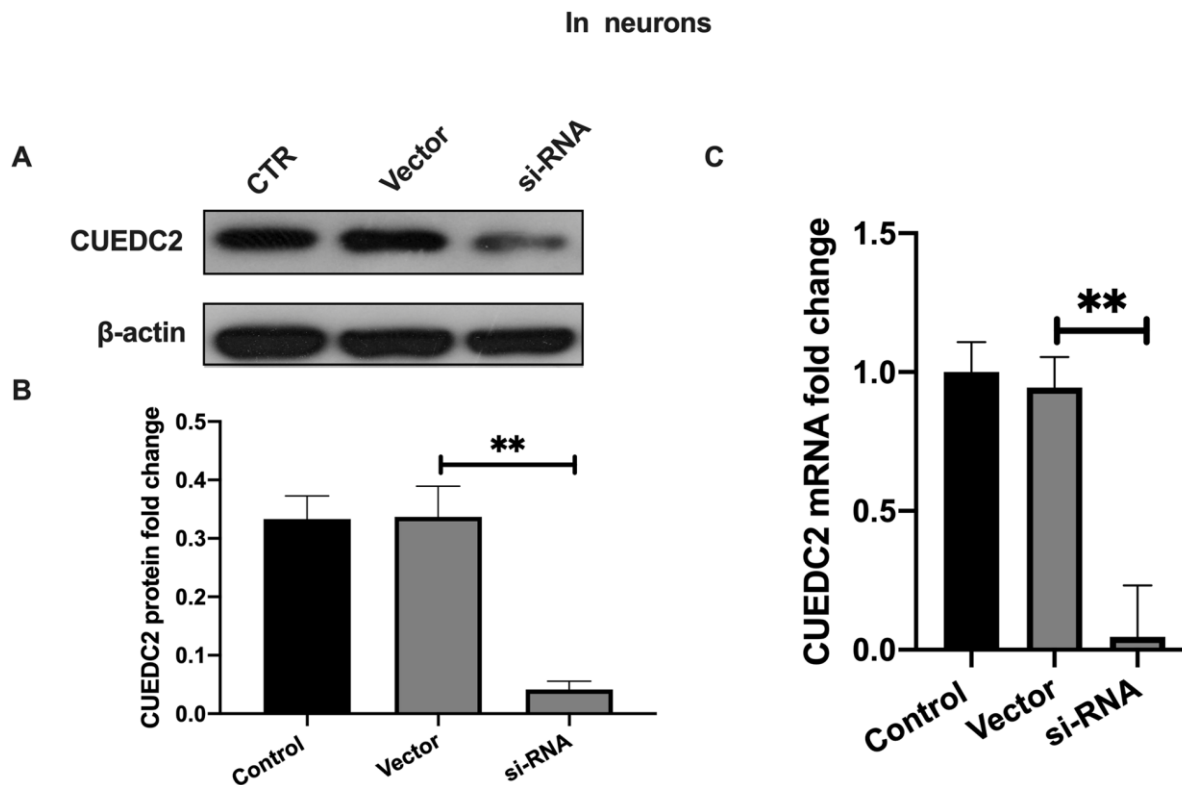 In neurons
A
CTR Vector si-RNA
CUEDC2
β-actin
B
CUEDC2 protein fold change
0.5
0.4
0.3
0.2
0.1
0.0
**
Control Vector si-RNA
C
CUEDC2 mRNA fold change
1.5
1.0
0.5
0.0
**
Control Vector si-RNA